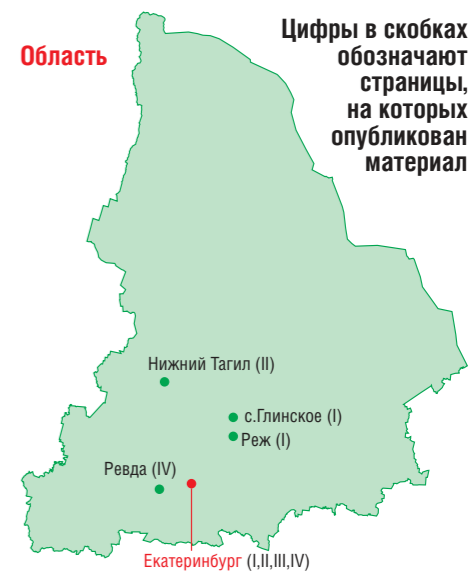 Область
Цифры в скобках
обозначают
страницы,
на которых
опубликован
материал
Нижний Тагил (II)
с.Глинское (I)
Реж (I)
Ревда (IV)
Екатеринбург (I,II,III,IV)